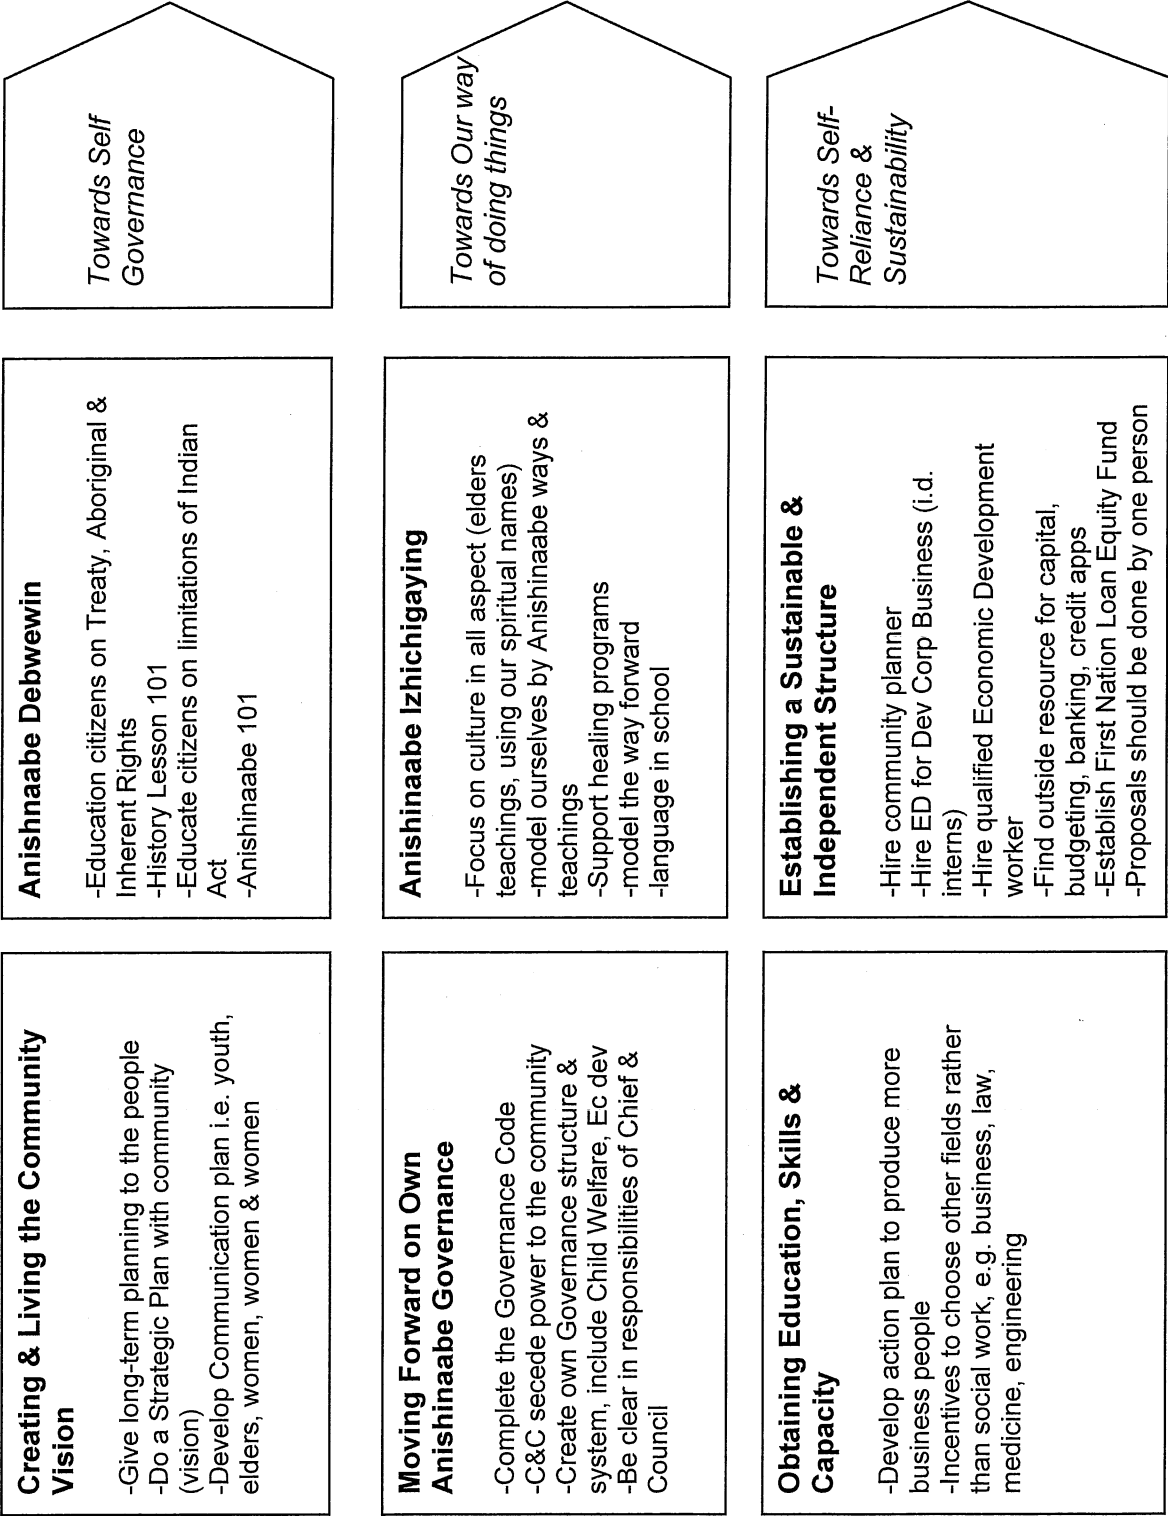 Creating & Living the Community
Vision
-Give long-term planning to the people
-Do a Strategic Plan with community
(vision)
-Develop Communication plan i.e. youth,
elders, women, women & women
Anishnaabe Debwewin
-Education citizens on Treaty, Aboriginal &
Inherent Rights
-History Lesson 101
-Educate citizens on limitations of Indian
Act
-Anishinaabe 101
Towards Self
Governance
Moving Forward on Own
Anishinaabe Governance
-Complete the Governance Code
-C&C secede power to the community
-Create own Governance structure &
system, include Child Welfare, Ec dev
-Be clear in responsibilities of Chief &
Council
Anishinaabe Izhichigaying
-Focus on culture in all aspect (elders
teachings, using our spiritual names)
-model ourselves by Anishinaabe ways &
teachings
-Support healing programs
-model the way forward
-language in school
Towards Our way
of doing things
Obtaining Education, Skills &
Capacity
-Develop action plan to produce more
business people
-Incentives to choose other fields rather
than social work, e.g. business, law,
medicine, engineering
Establishing a Sustainable &
Independent Structure
-Hire community planner
-Hire ED for Dev Corp Business (i.d.
interns)
-Hire qualified Economic Development
worker
-Find outside resource for capital,
budgeting, banking, credit apps
-Establish First Nation Loan Equity Fund
-Proposals should be done by one person
Towards Self-
Reliance &
Sustainability